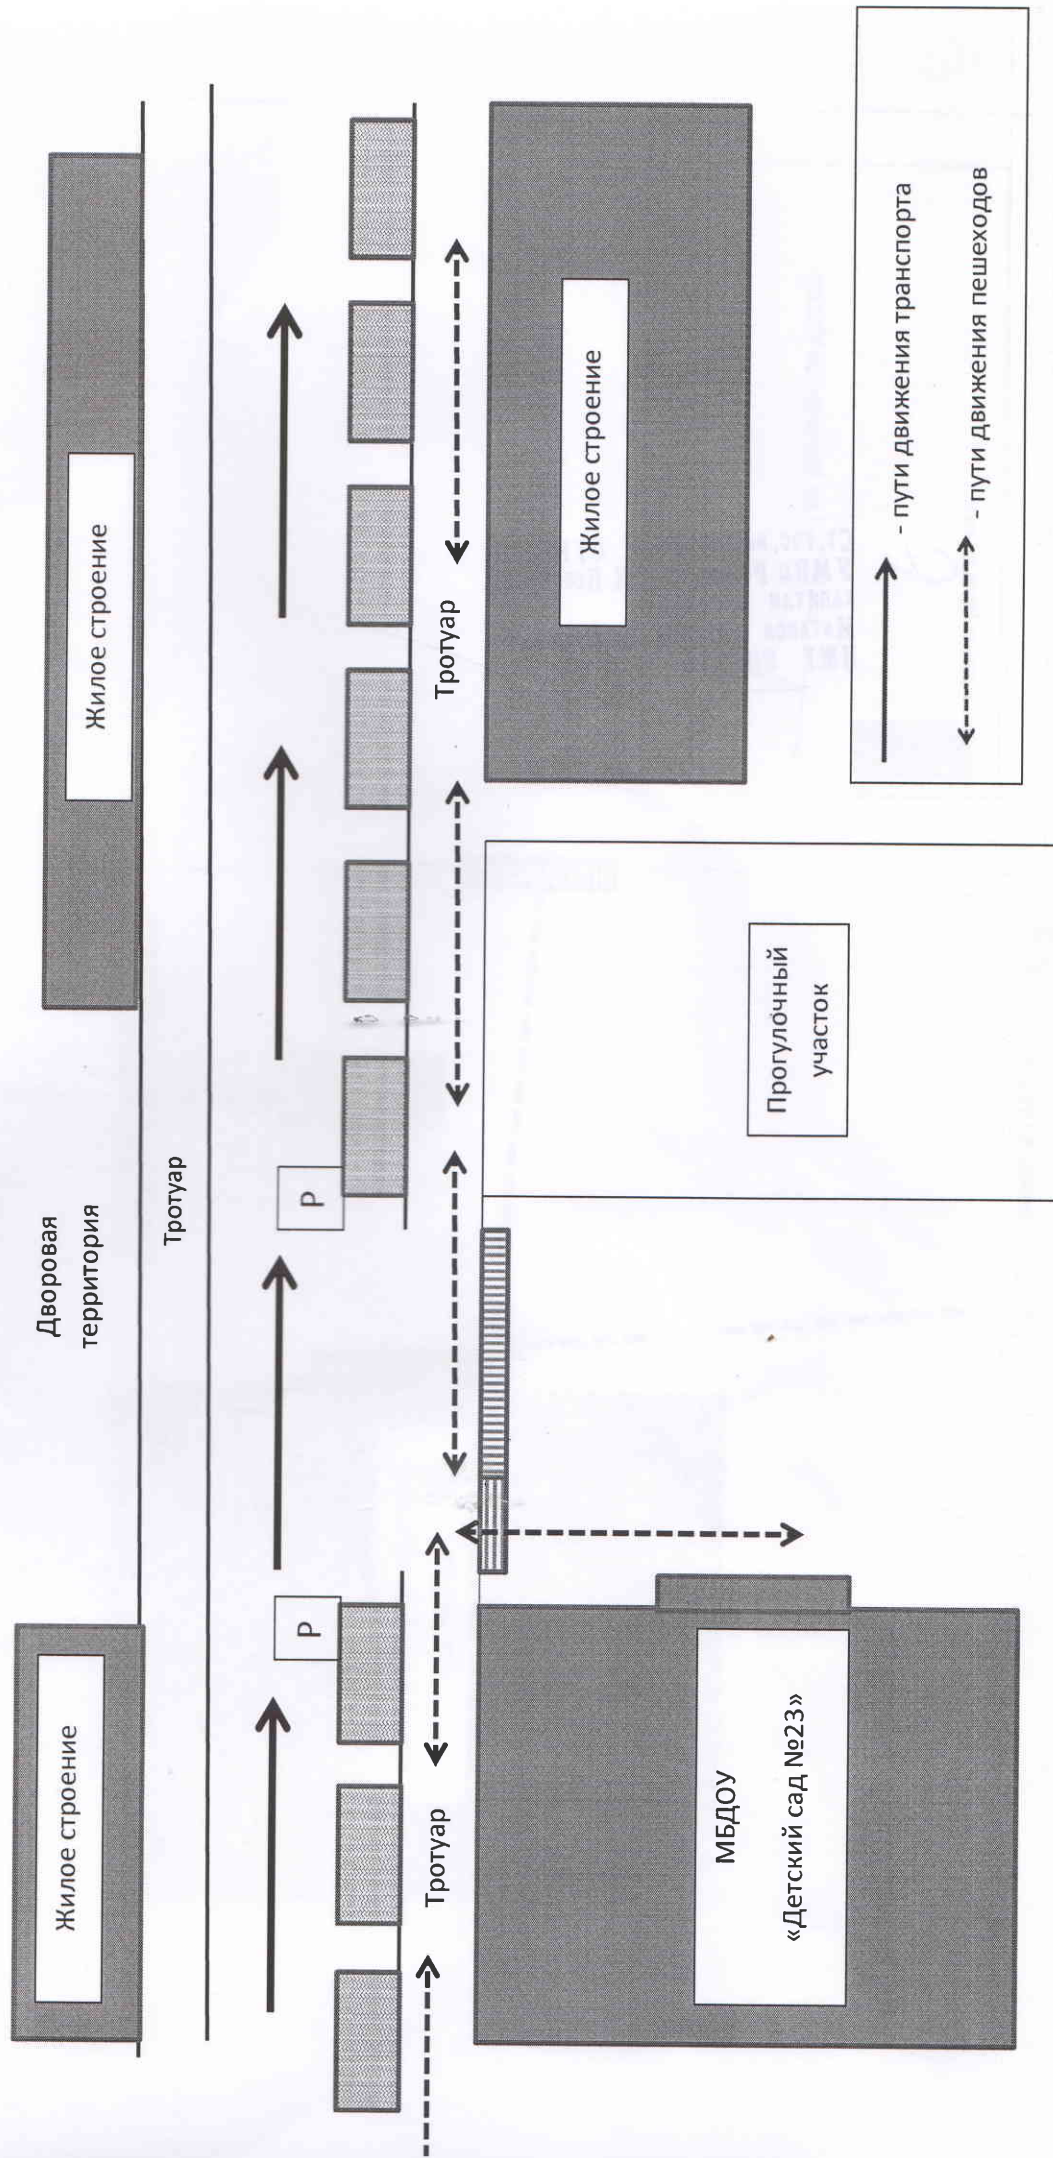 Жилое строение
Дворовая
территория
Жилое строение
Тротуар
P
P
Тротуар
Тротуар
МБДОУ
«Детский сад №23»
Прогулочный
участок
Жилое строение
- пути движения транспорта
- пути движения пешеходов